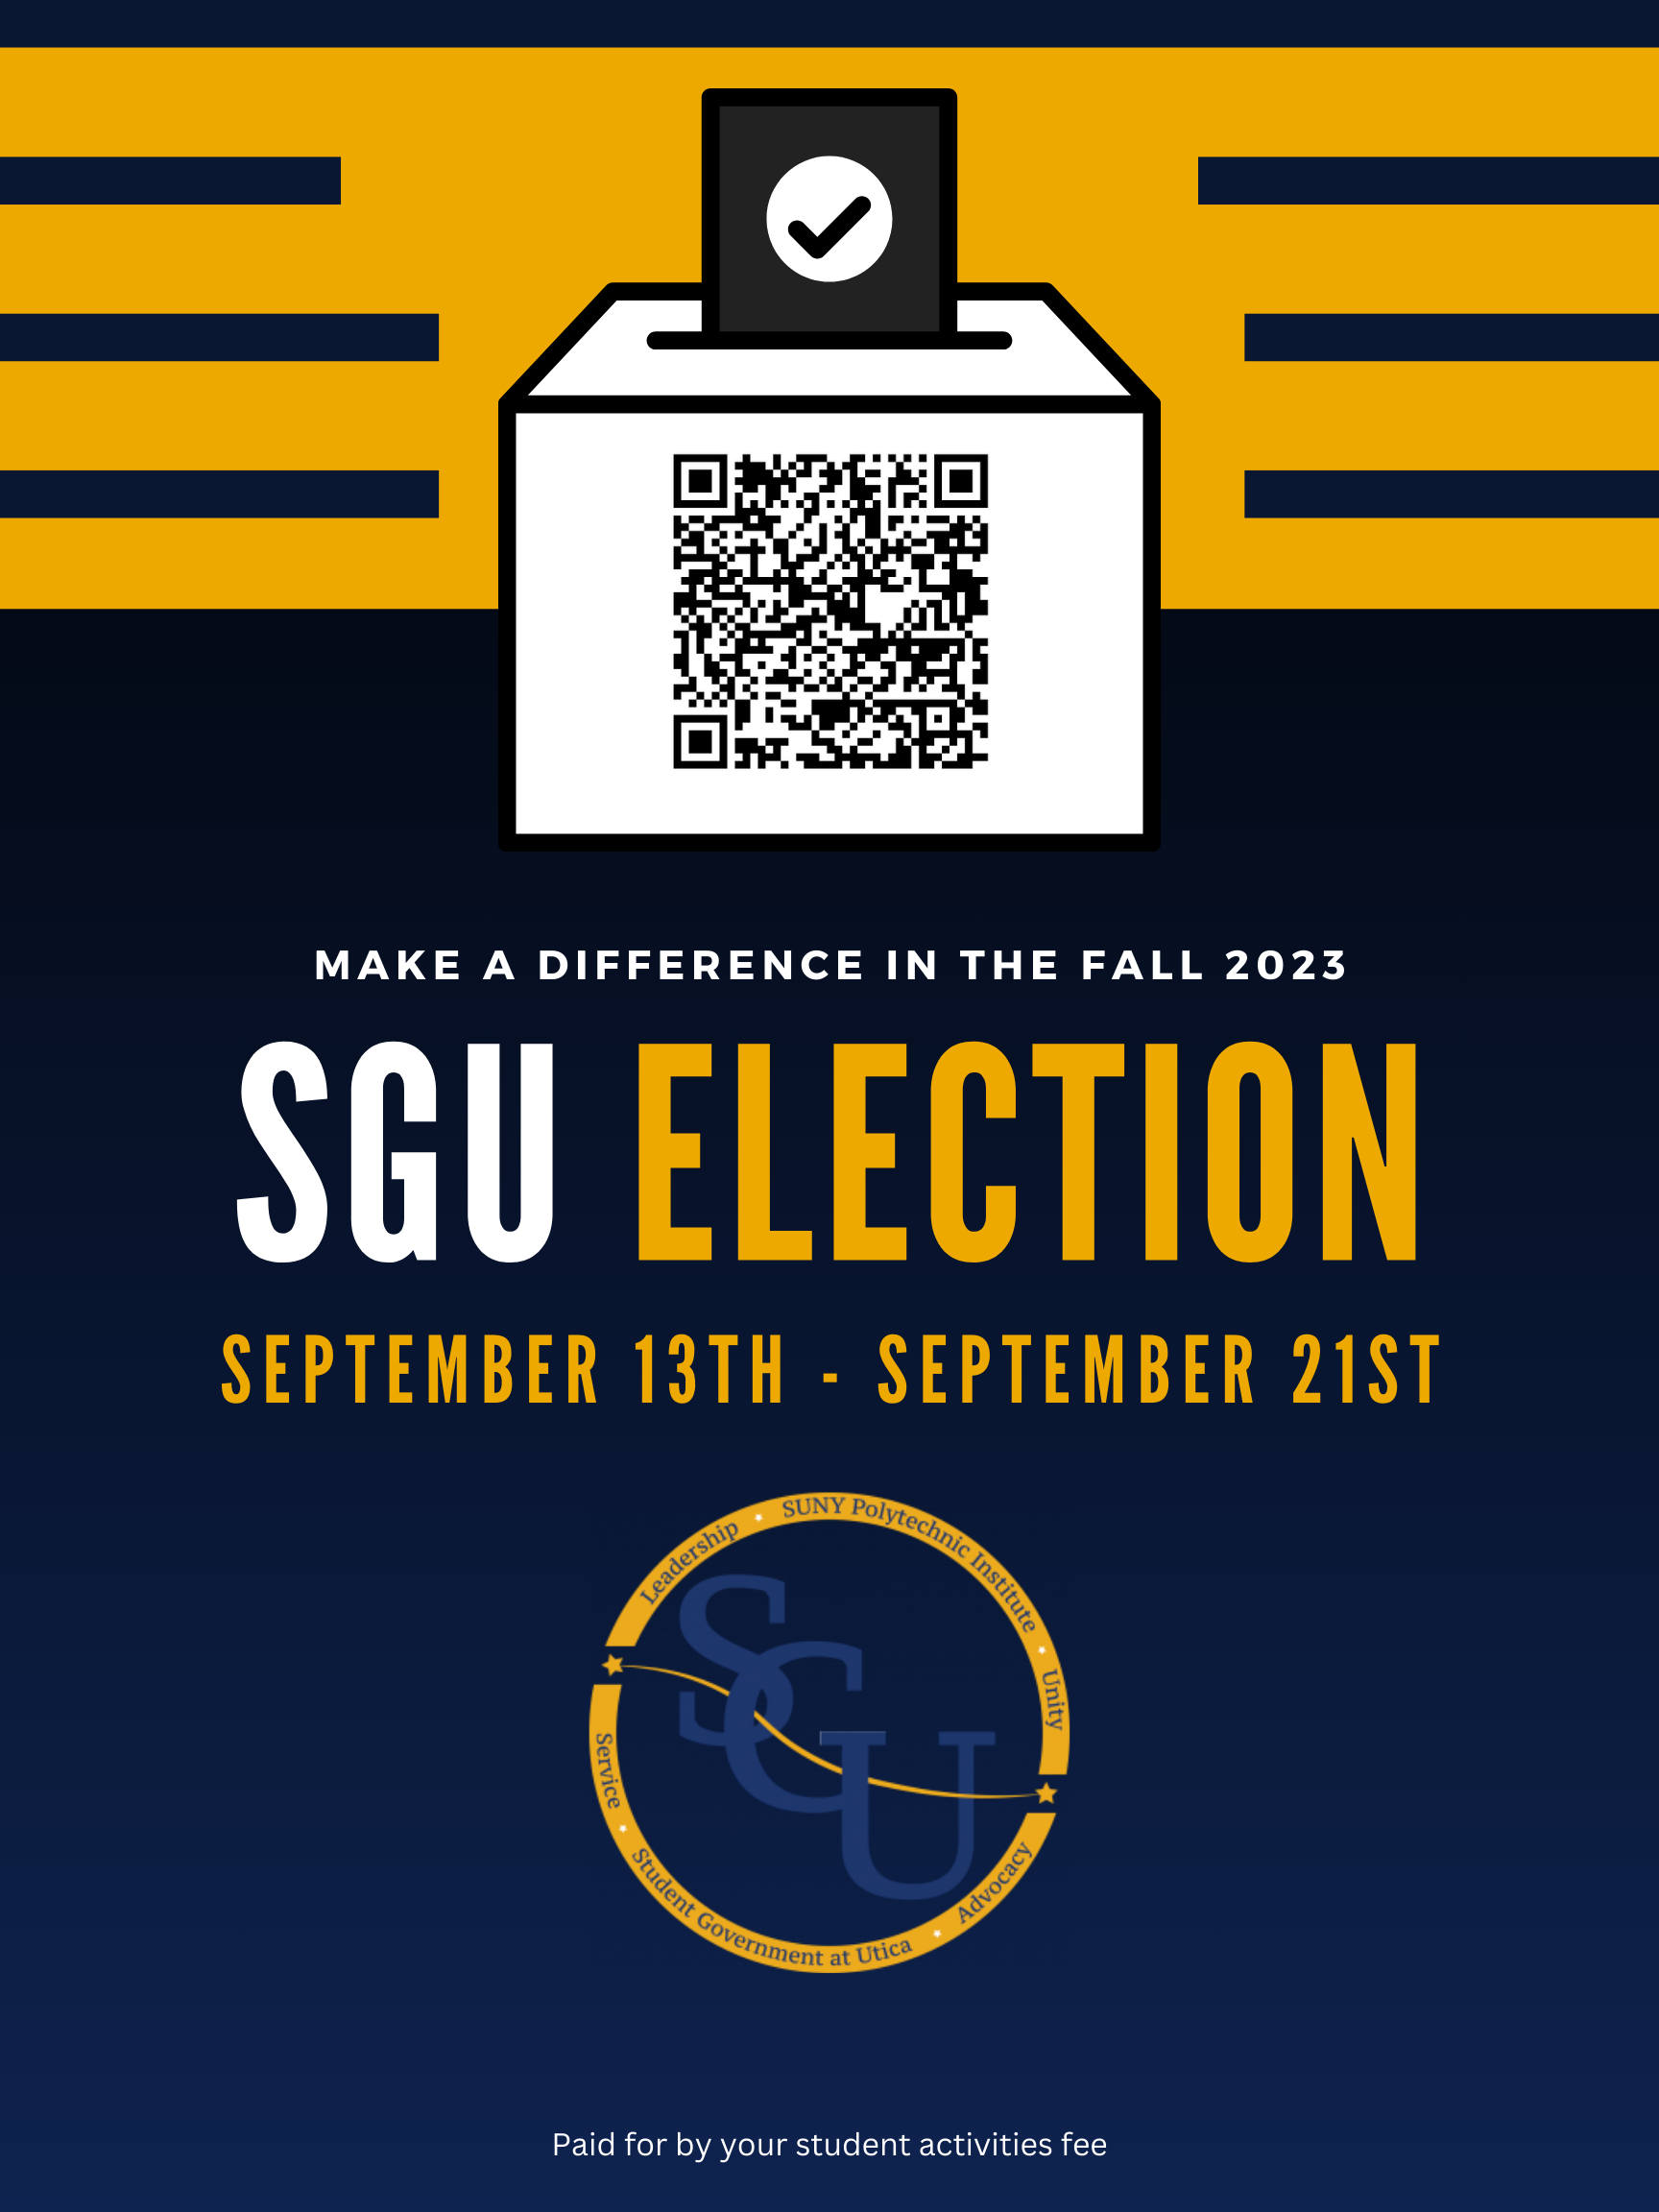 MAKE A DIFFERENCE IN THE FALL 2023
SGU ELECTION
SEPTEMBER 13TH - SEPTEMBER 21ST
Leadership
SUNY Polytechnic Institute
Unity
SGU
Service
Student Government at Utica
Advocacy
Paid for by your student activities fee